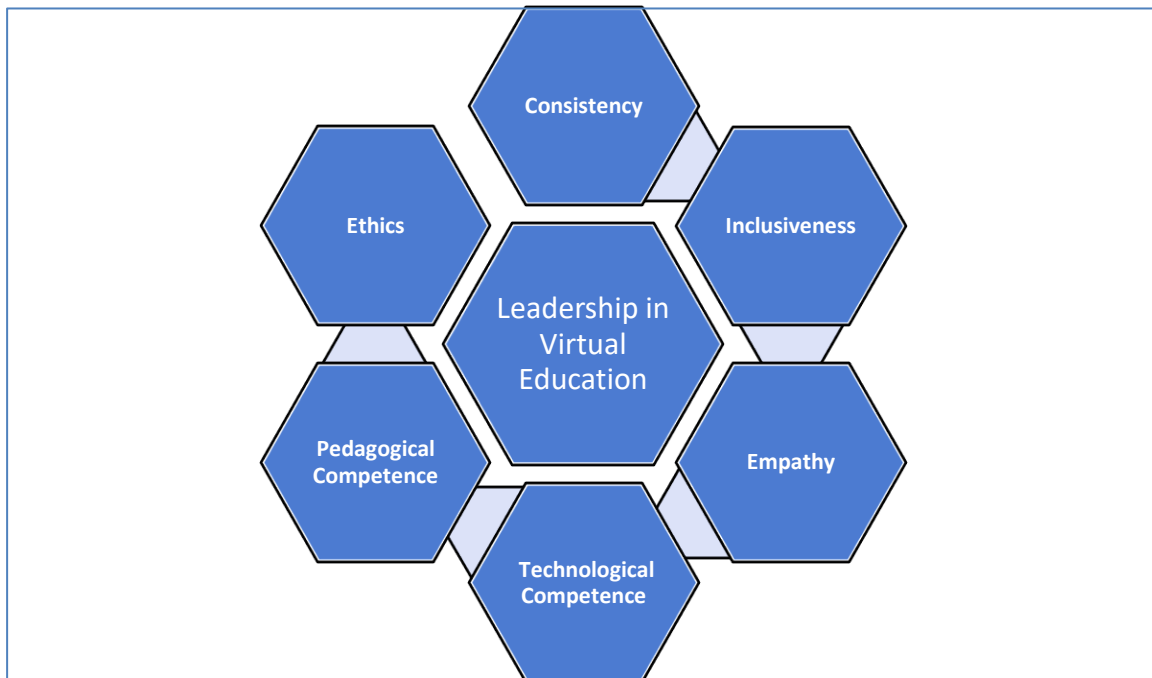 Consistency
Ethics
Inclusiveness
Leadership in
Virtual
Education
Pedagogical
Competence
Empathy
Technological
Competence